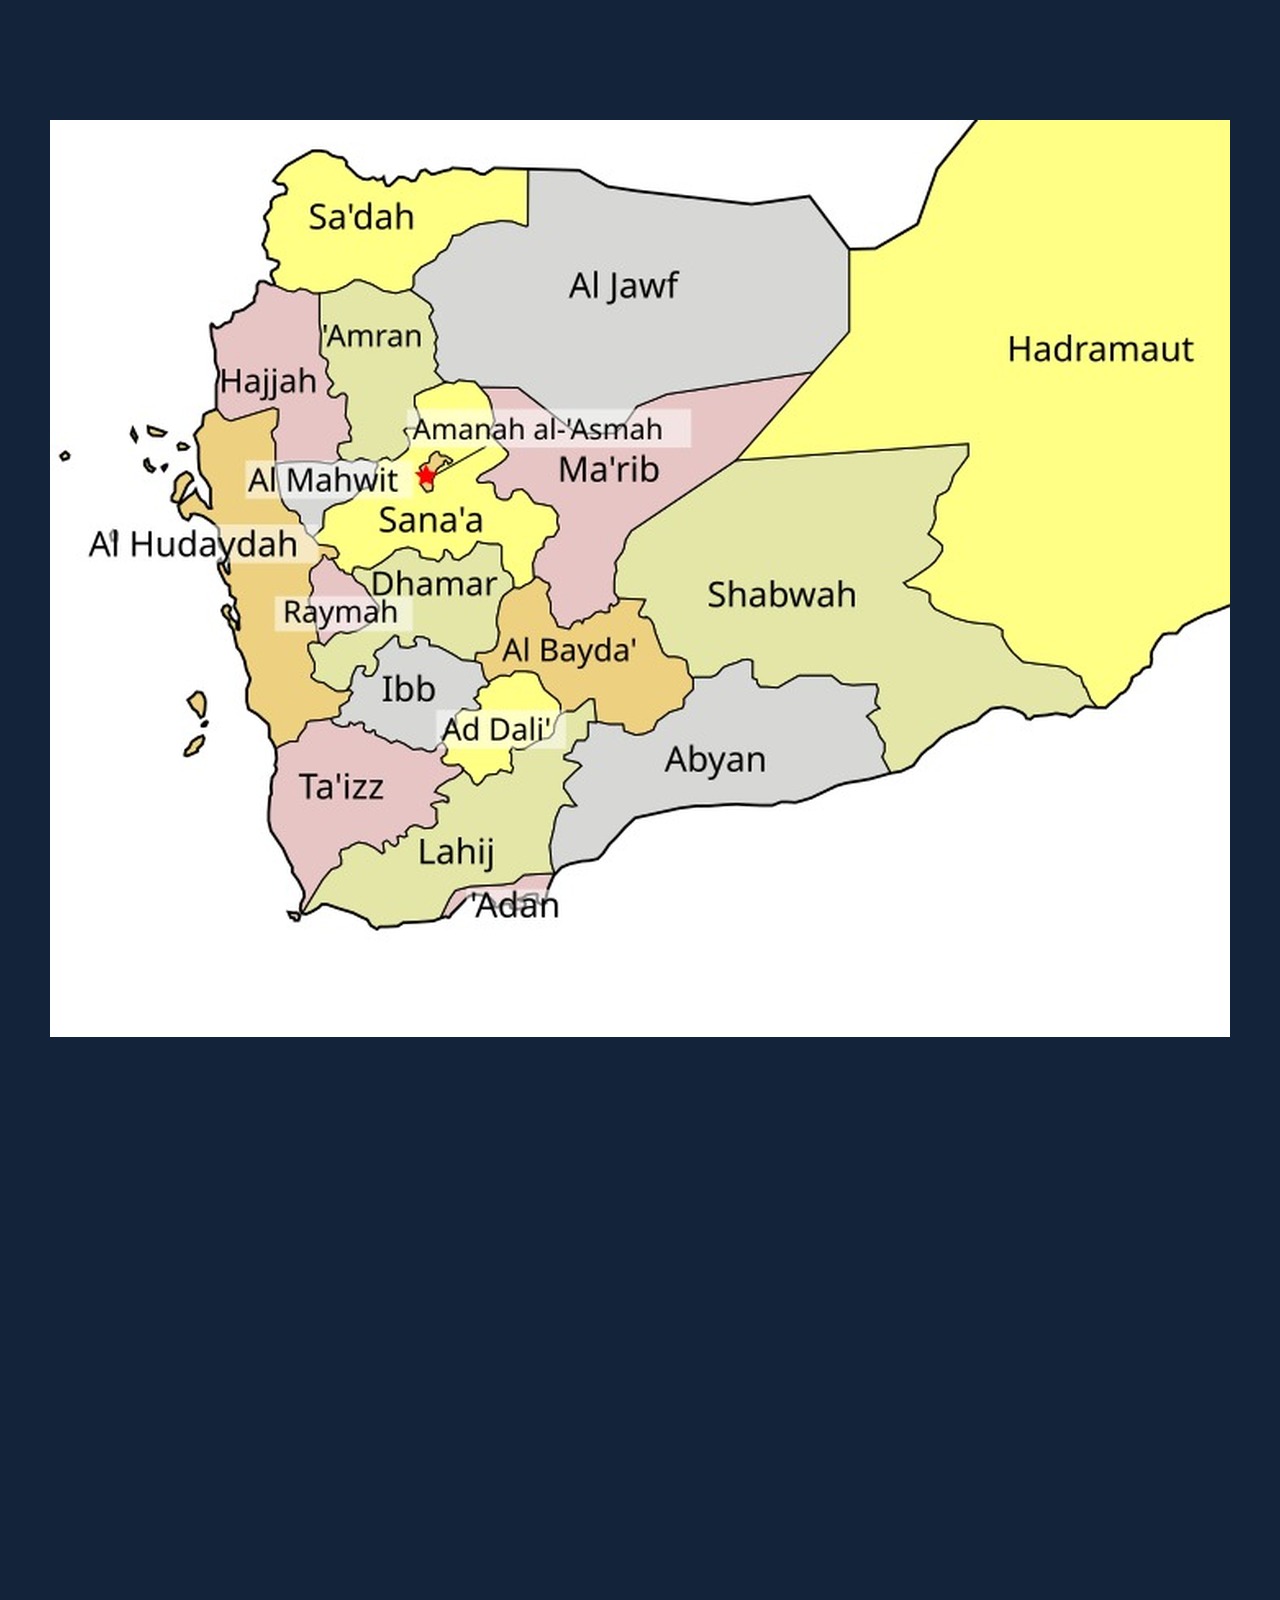 Sa'dah
Al Jawf
'Amran
Hadramaut
Hajjah
Amanah al-'Asmah
Ma'rib
Al Mahwit
Sana'a
Al Hudaydah
Dhamar
Shabwah
Raymah
Al Bayda'
Ibb
Ad Dali'
Abyan
Ta'izz
Lahij
'Adan